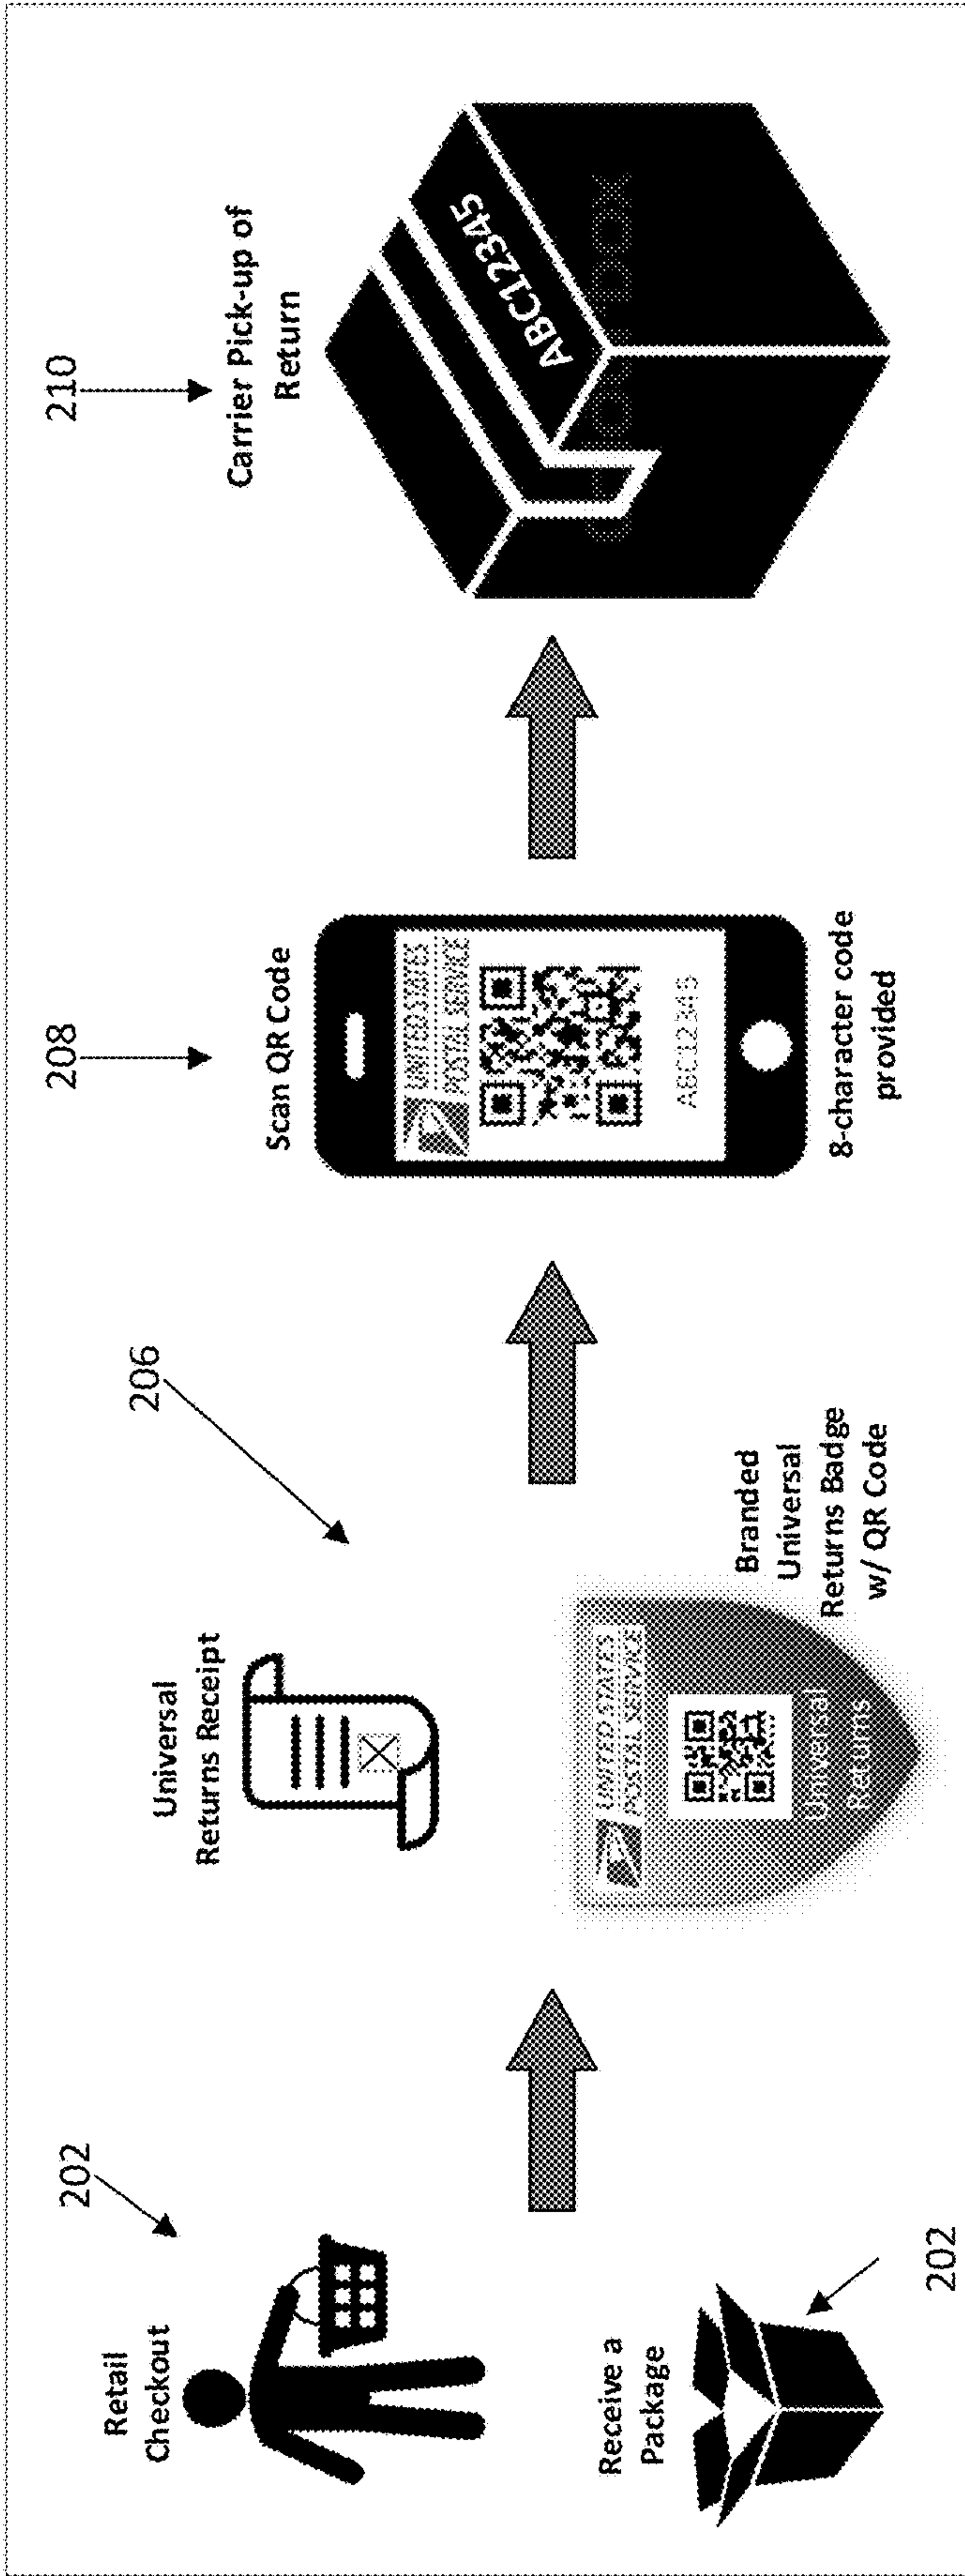 202
Retail
Checkout
Receive a
Package
202
206
Universal
Returns Receipt
UNITED STATES
POSTAL SERVICE
Universal
Returns
Branded
Universal
Returns Badge
w/ QR Code
208
Scan QR Code
UNITED STATES
POSTAL SERVICE
ABC12345
8-character code
provided
210
Carrier Pick-up of
Return
ABC12345